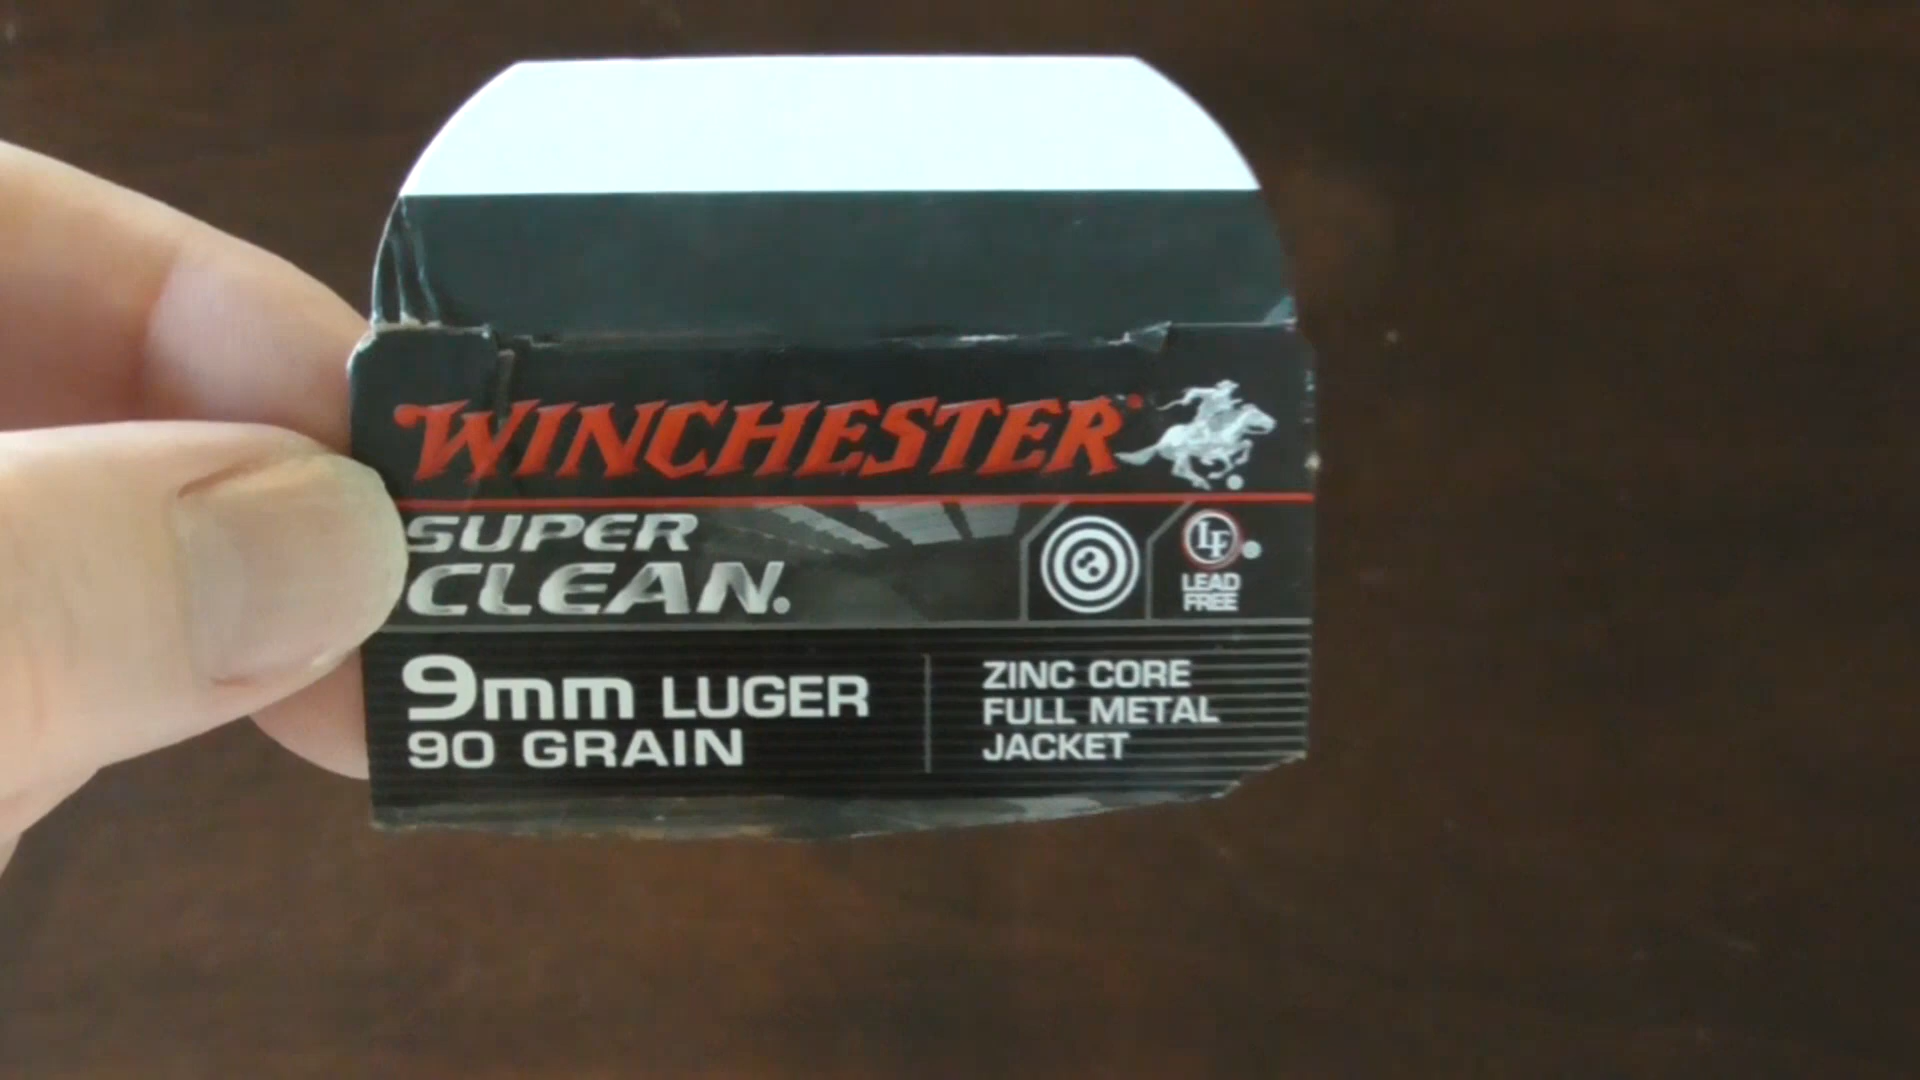 WINCHESTER
SUPER
CLEAN.
LF
LEAD
FREE
9mm LUGER
90 GRAIN
ZINC CORE
FULL METAL
JACKET